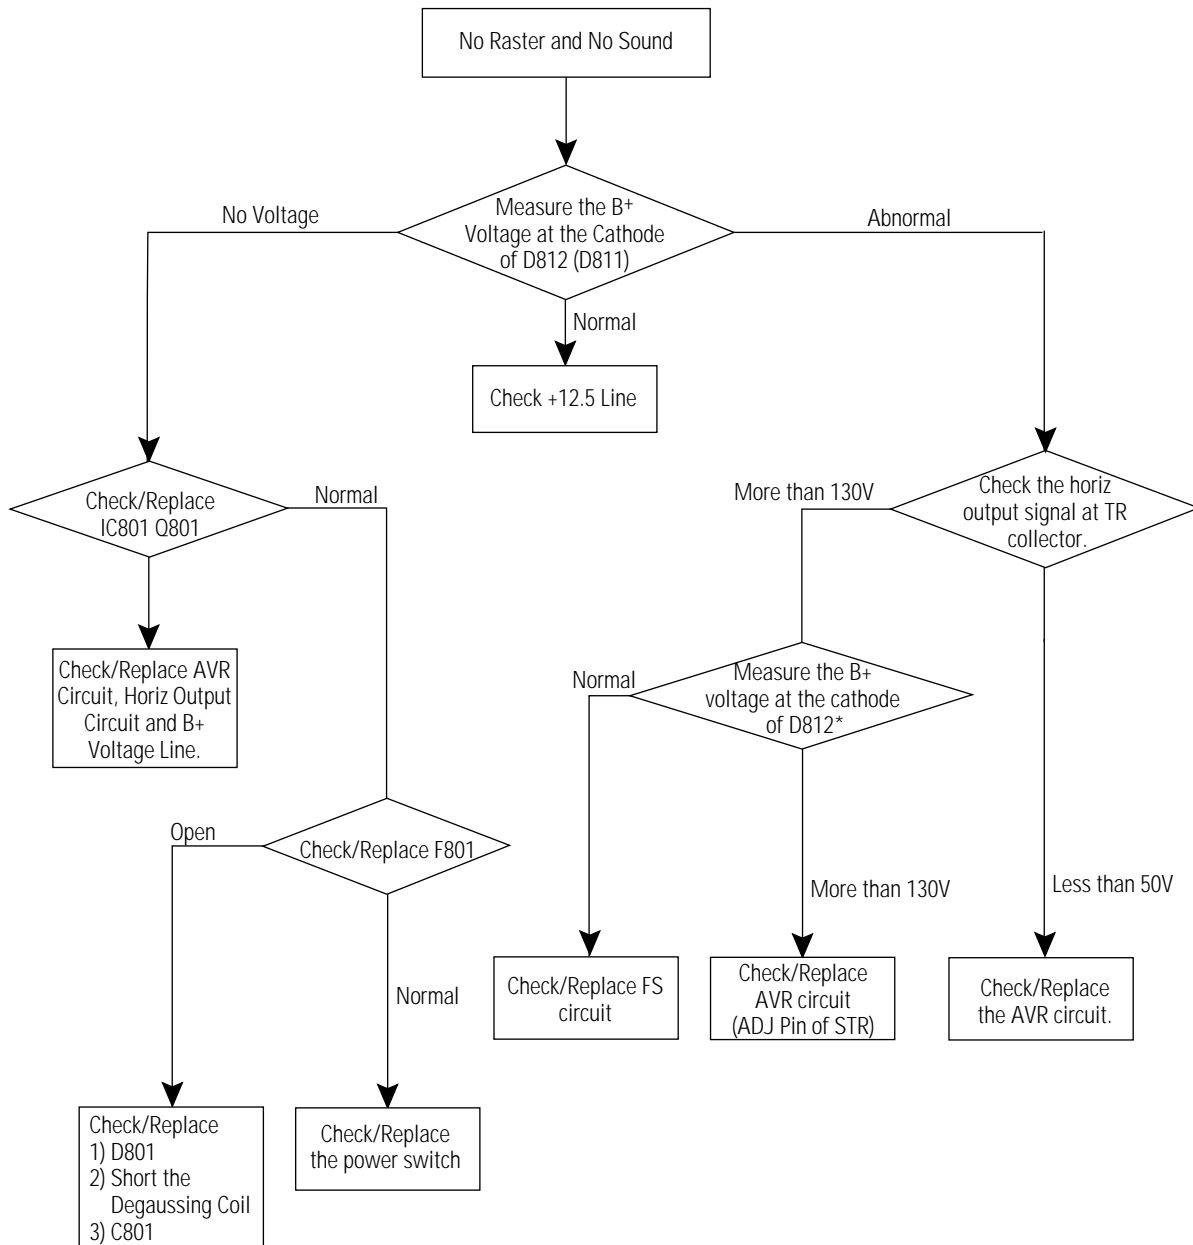 No Raster and No Sound
Measure the B+
Voltage at the Cathode
of D812 (D811)
No Voltage
Abnormal
Normal
Check +12.5 Line
Check/Replace
IC801 Q801
Normal
More than 130V
Check the horiz
output signal at TR
collector.
Check/Replace AVR
Circuit, Horiz Output
Circuit and B+
Voltage Line.
Normal
Measure the B+
voltage at the cathode
of D812*
Open
Check/Replace F801
More than 130V
Less than 50V
Normal
Check/Replace FS
circuit
Check/Replace
AVR circuit
(ADJ Pin of STR)
Check/Replace
the AVR circuit.
Check/Replace
1) D801
2) Short the
Degaussing Coil
3) C801
Check/Replace
the power switch